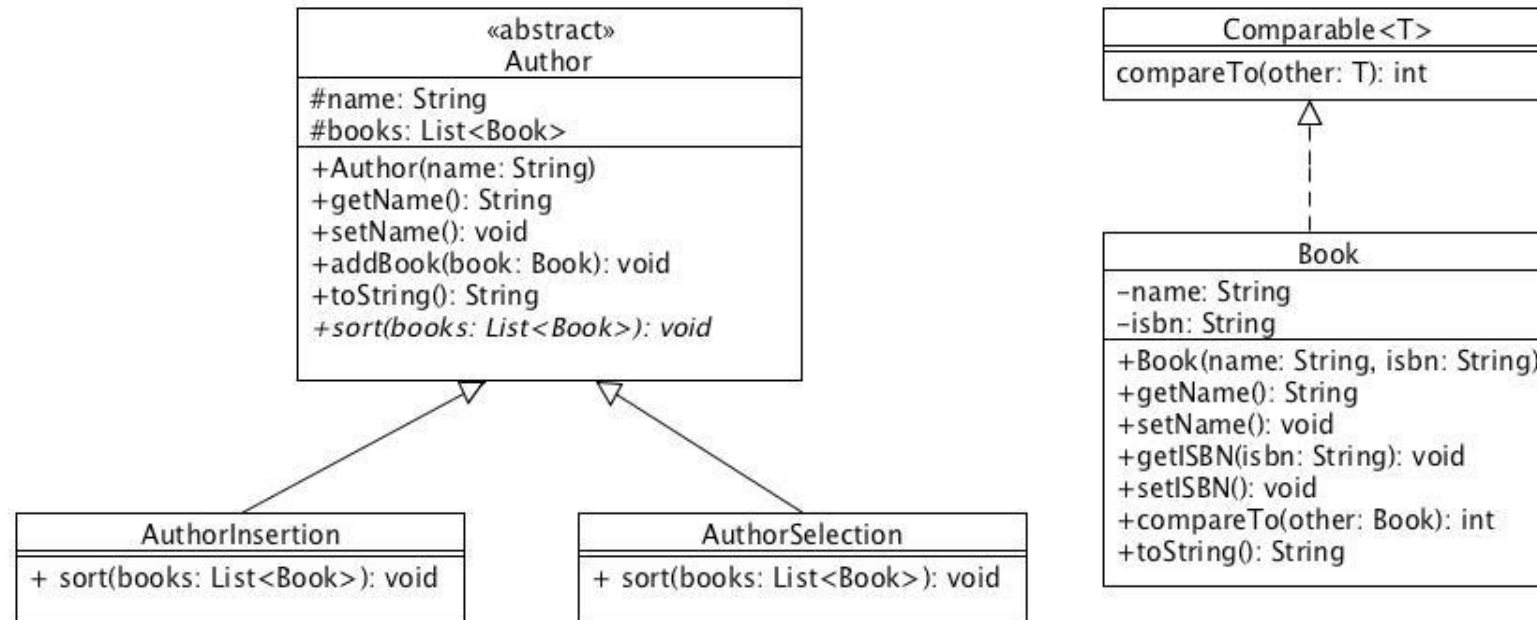 «abstract»
Author
#name: String
#books: List<Book>
+Author(name: String)
+getName(): String
+setName(): void
+addBook(book: Book): void
+toString(): String
+sort(books: List<Book>): void
AuthorInsertion
+ sort(books: List<Book>): void
AuthorSelection
+ sort(books: List<Book>): void
Comparable<T>
compareTo(other: T): int
Book
–name: String
–isbn: String
+Book(name: String, isbn: String)
+getName(): String
+setName(): void
+getISBN(isbn: String): void
+setISBN(): void
+compareTo(other: Book): int
+toString(): String